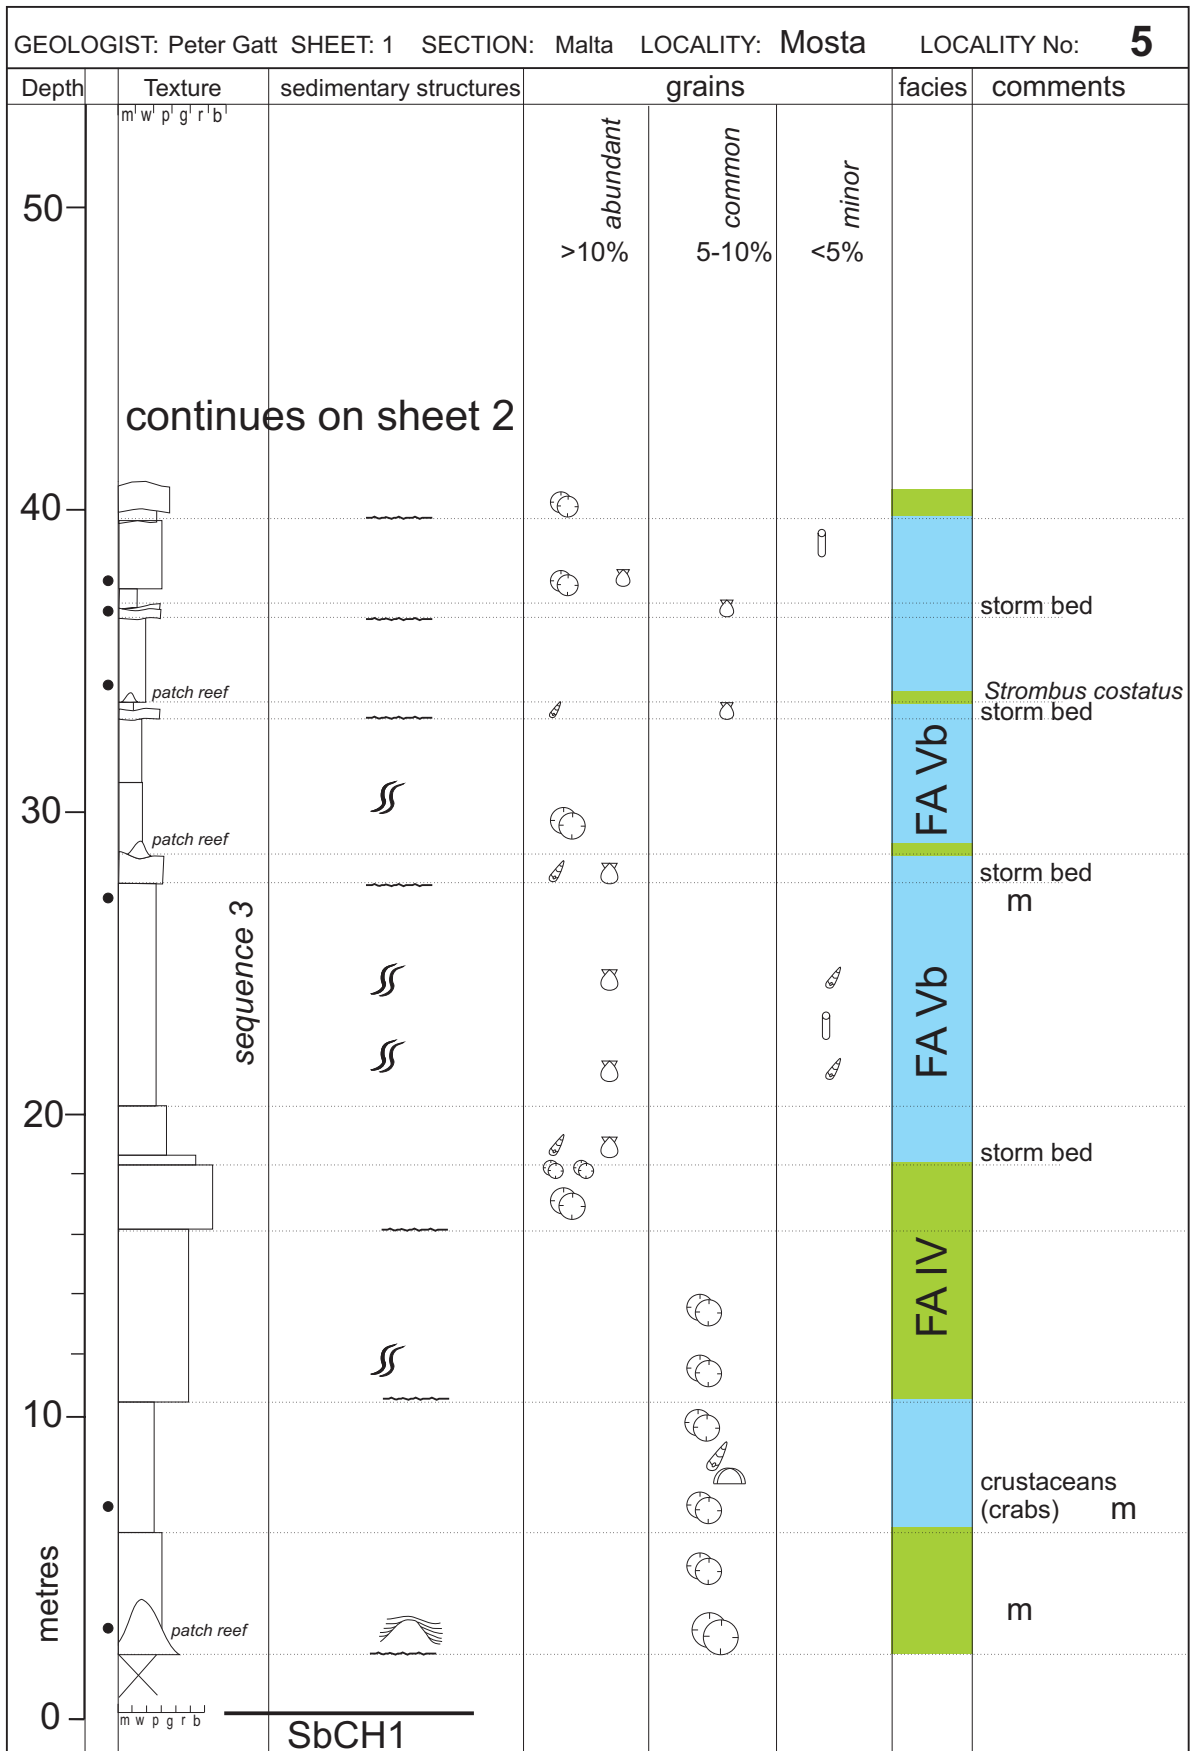 GEOLOGIST: Peter Gatt SHEET: 1 SECTION: Malta LOCALITY: Mosta LOCALITY No: 5
Depth Texture sedimentary structures grains facies comments
m w p g r b
abundant common minor
>10% 5-10% <5%
50
continues on sheet 2
40
storm bed
patch reef Strombus costatus
storm bed
FA Vb
30
patch reef
storm bed
m
sequence 3
FA Vb
20
storm bed
FA IV
10
crustaceans
(crabs) m
metres
m
patch reef
0
m w p g r b
SbCH1